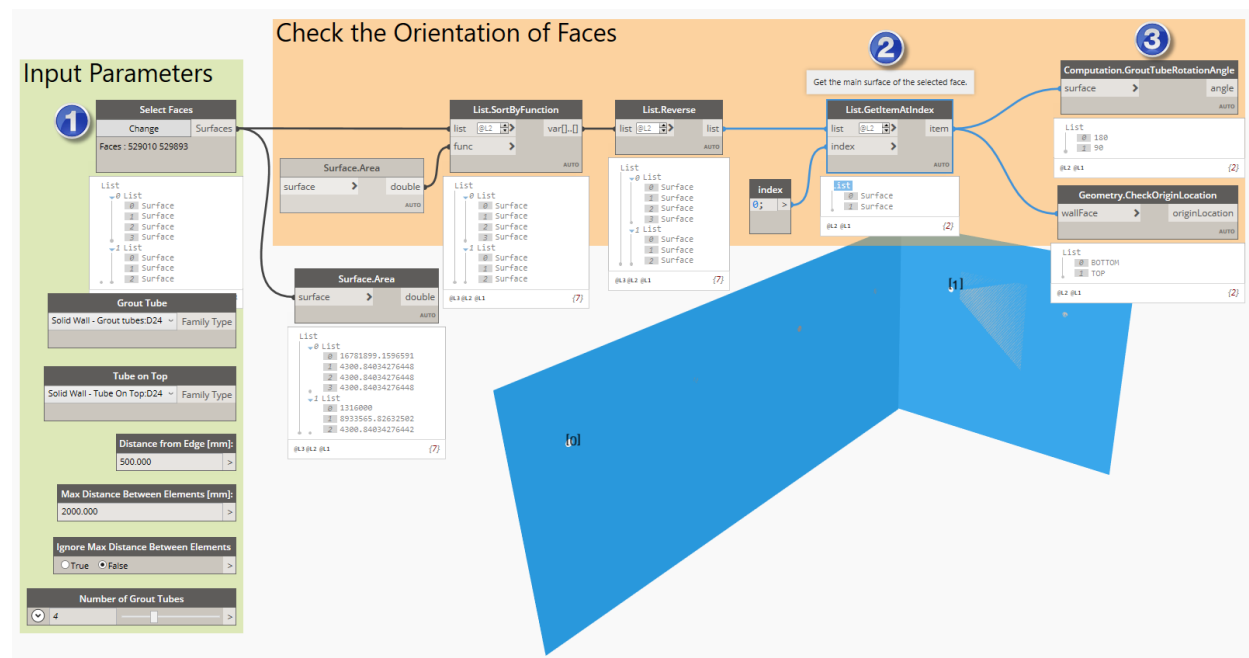 Check the Orientation of Faces
Input Parameters
1
Select Faces
Change Surfaces
Faces : 529010 529893
List
0 List
0 Surface
1 Surface
2 Surface
3 Surface
1 List
0 Surface
1 Surface
2 Surface
Grout Tube
Solid Wall - Grout tubes:D24 Family Type
Tube on Top
Solid Wall - Tube On Top:D24 Family Type
Distance from Edge [mm]:
500.000 >
Max Distance Between Elements [mm]:
2000.000 >
Ignore Max Distance Between Elements
True False >
Number of Grout Tubes
4 >
Surface.Area
surface > double
AUTO
Surface.Area
surface > double
AUTO
List
0 List
0 16781899.1596591
1 4300.84034276448
2 4300.84034276448
3 4300.84034276448
1 List
0 1316000
1 8933565.82632502
2 4300.84034276442
@L3 @L2 @L1 {7}
List.SortByFunction
list @L2 > var[]..[]
func >
AUTO
List
0 List
0 Surface
1 Surface
2 Surface
3 Surface
1 List
0 Surface
1 Surface
2 Surface
@L3 @L2 @L1 {7}
List.Reverse
list @L2 > list
AUTO
List
0 List
0 Surface
1 Surface
2 Surface
3 Surface
1 List
0 Surface
1 Surface
2 Surface
@L3 @L2 @L1 {7}
index
0; >
2
Get the main surface of the selected face.
List.GetItemAtIndex
list @L2 > item
index >
AUTO
List
0 Surface
1 Surface
@L2 @L1 {2}
3
Computation.GroutTubeRotationAngle
surface > angle
AUTO
List
0 180
1 90
@L2 @L1 {2}
Geometry.CheckOriginLocation
wallFace > originLocation
AUTO
List
0 BOTTOM
1 TOP
@L2 @L1 {2}
[1]
[0]